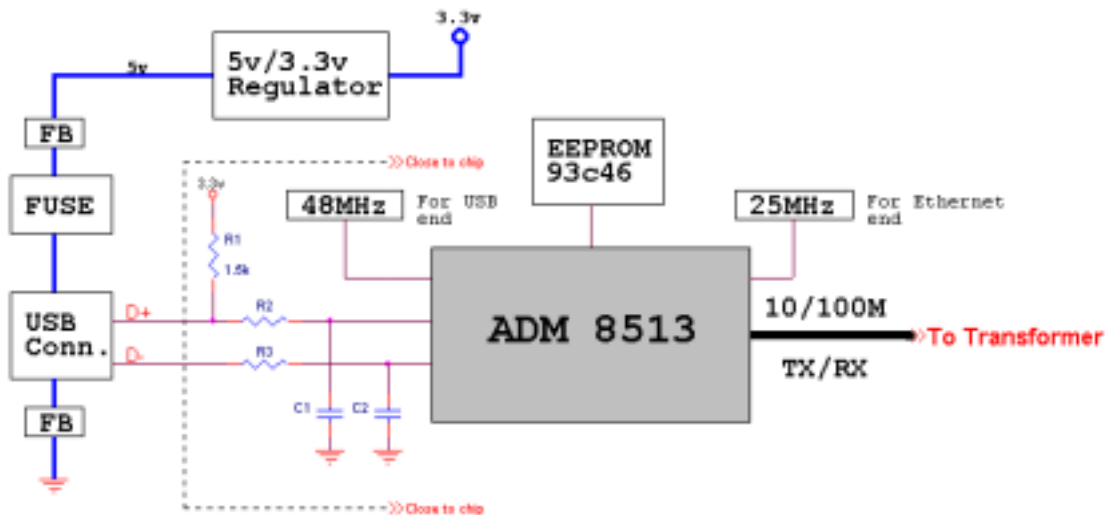 3.3v
5v
5v/3.3v
Regulator
FB
FUSE
USB
Conn.
FB
>>Close to chip
3.3v
R1
1.5k
D+
D-
R2
R3
C1
C2
>>Close to chip
48MHz
For USB
end
EEPROM
93c46
25MHz
For Ethernet
end
ADM 8513
10/100M
TX/RX
>>To Transformer